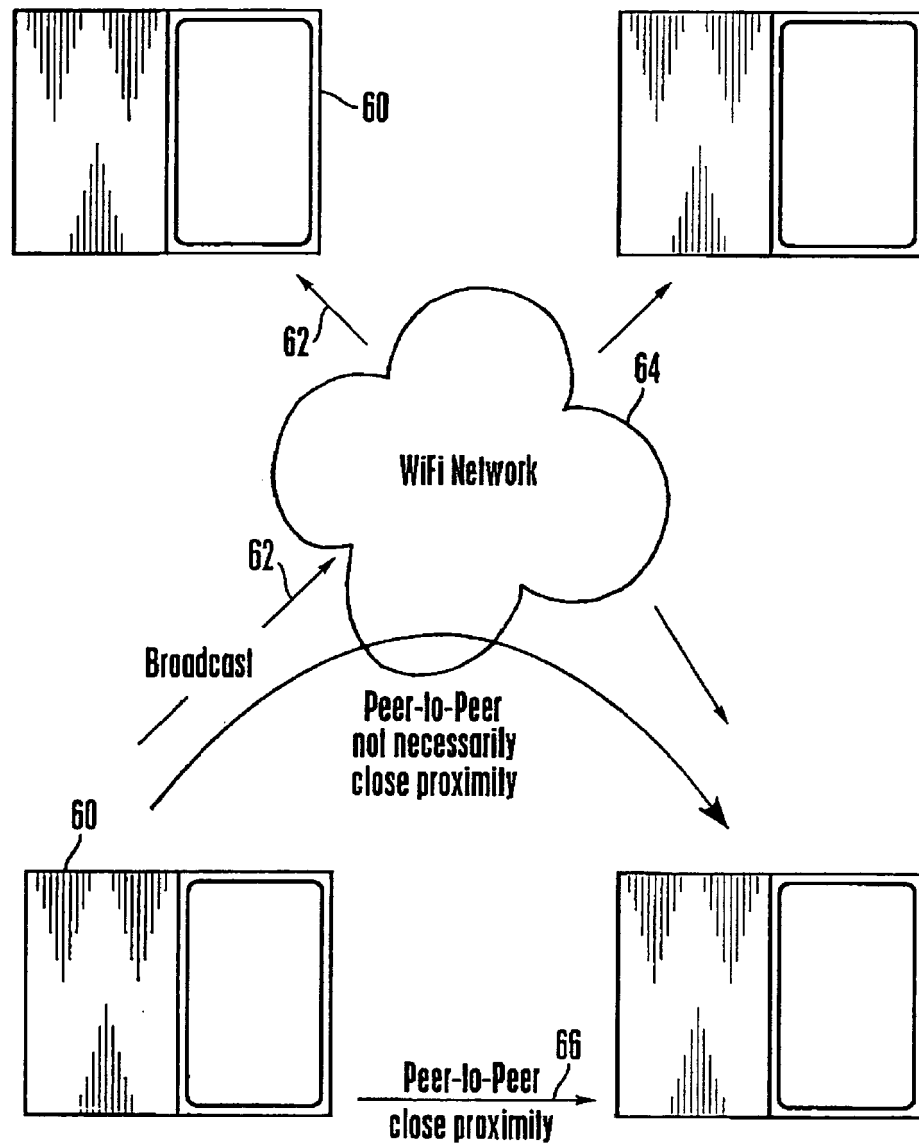 60
62
64
WiFi Network
62
Broadcast
Peer-to-Peer
not necessarily
close proximity
60
66
Peer-to-Peer
close proximity